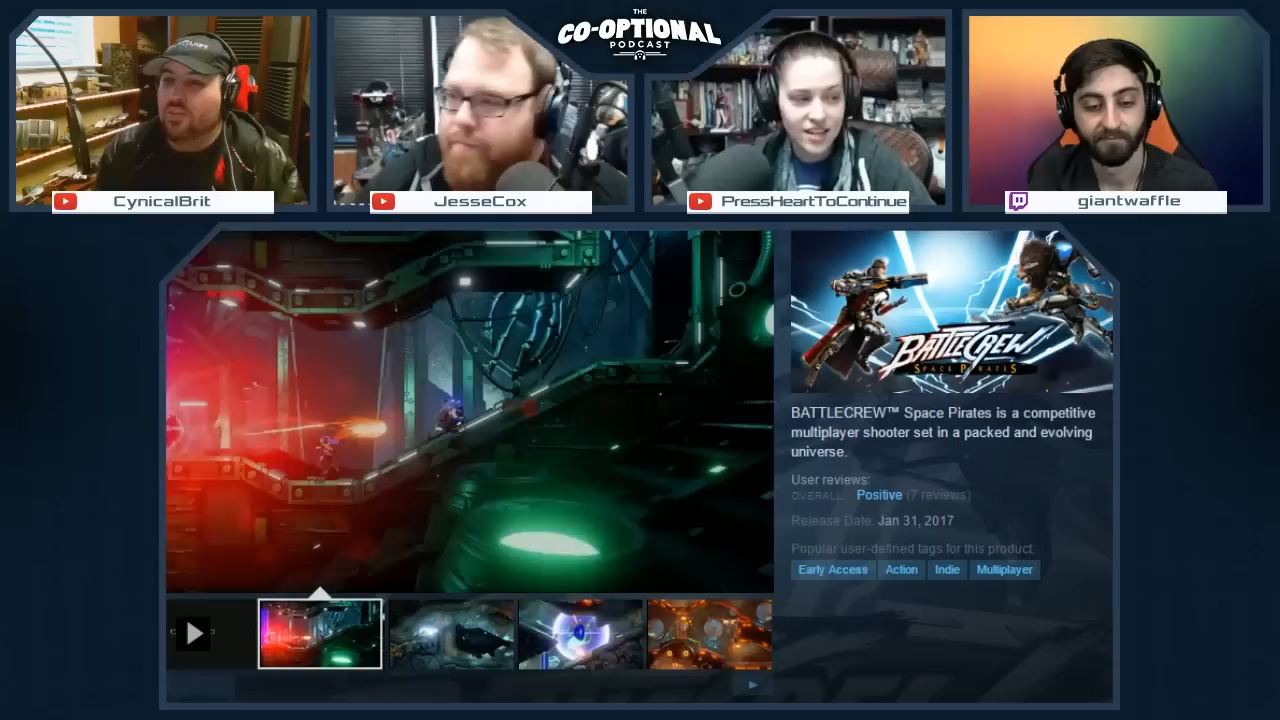 THE
CO-OPTIONAL
PODCAST
CynicalBrit
JesseCox
PressHeartToContinue
giantwaffle
BATTLECREW
SPACE PIRATES
BATTLECREW™ Space Pirates is a competitive
multiplayer shooter set in a packed and evolving
universe.
User reviews:
OVERALL: Positive (7 reviews)
Release Date: Jan 31, 2017
Popular user-defined tags for this product:
Early Access Action Indie Multiplayer